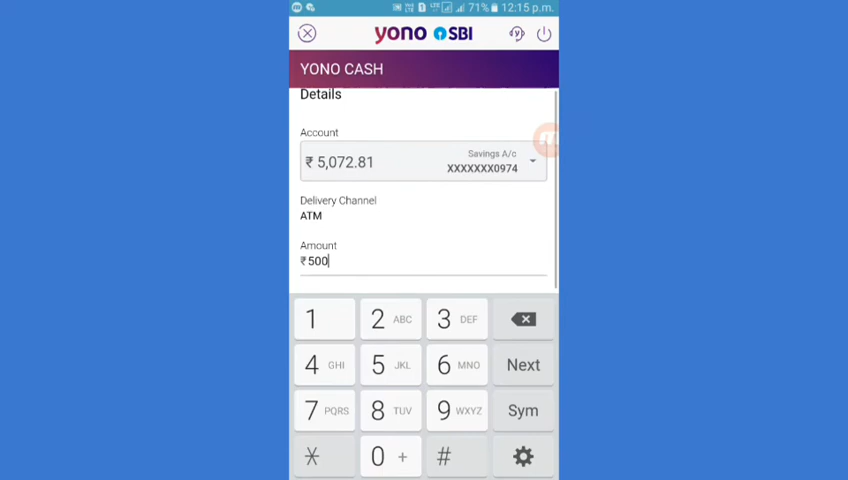 71% 12:15 p.m.
yono SBI
YONO CASH
Details
Account
Savings A/c
₹ 5,072.81
XXXXXXX0974
Delivery Channel
ATM
Amount
₹500
1 2 ABC 3 DEF
4 GHI 5 JKL 6 MNO Next
7 PQRS 8 TUV 9 WXYZ Sym
* 0 + #